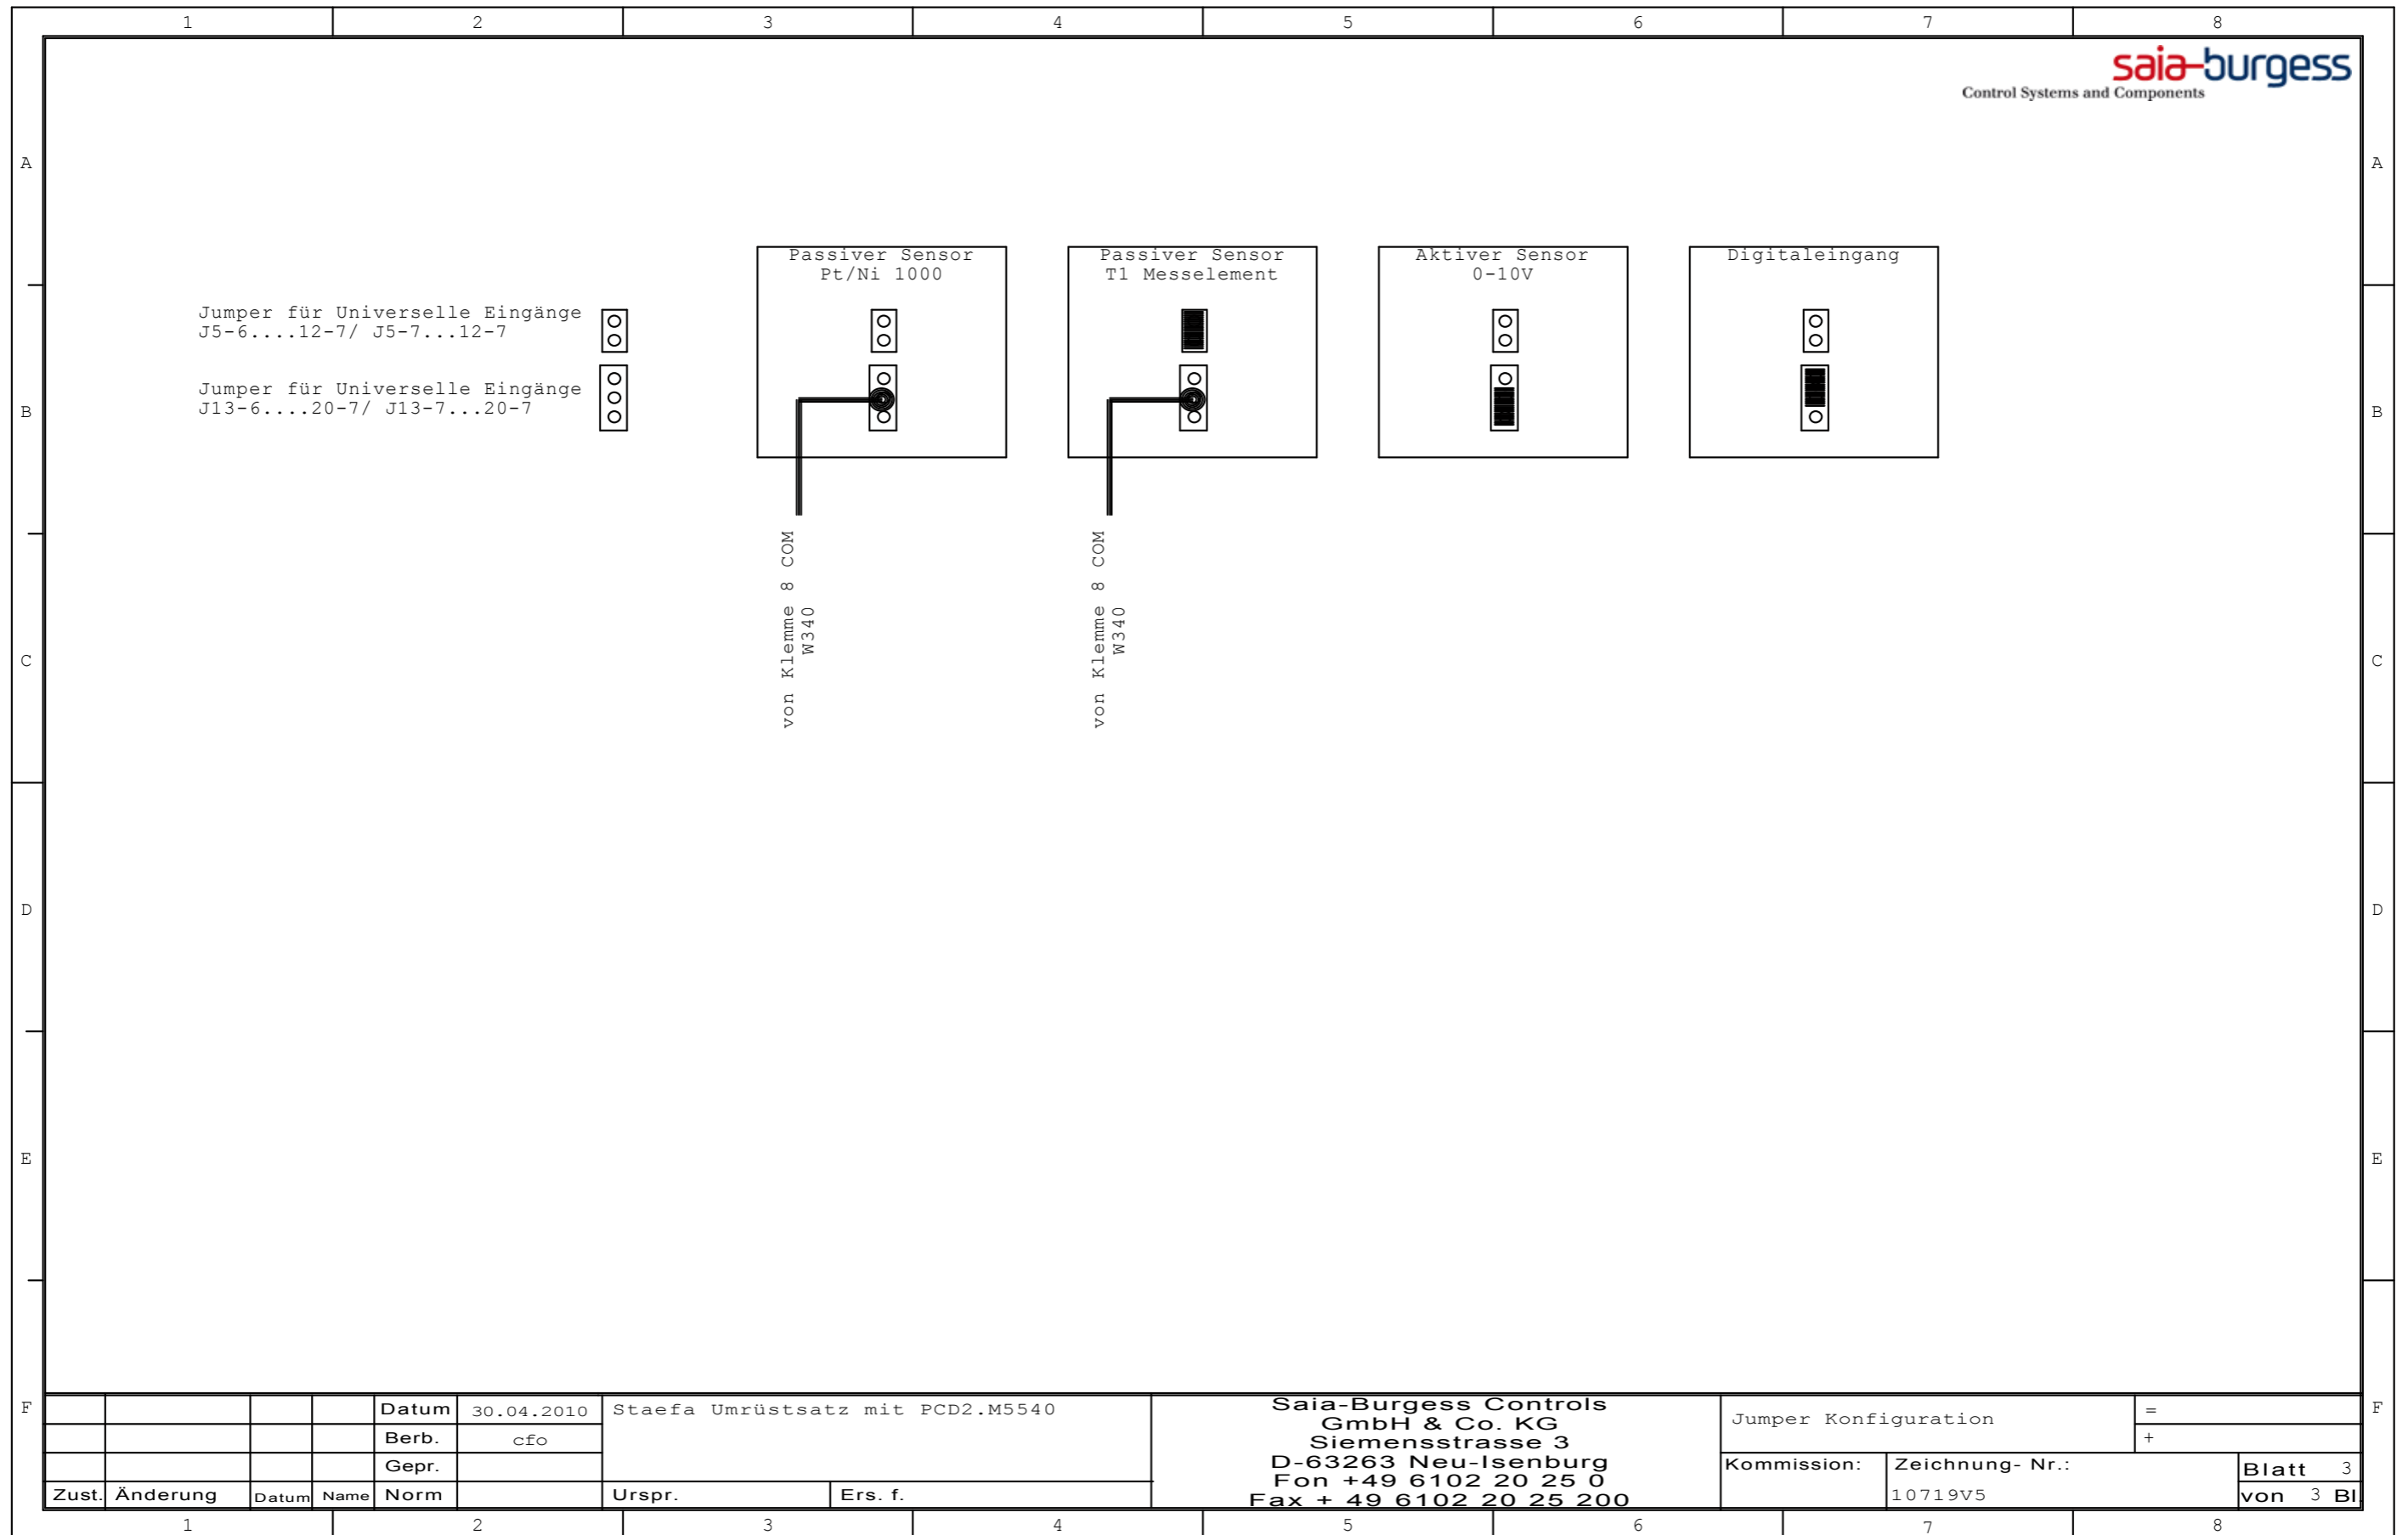 1 2 3 4 5 6 7 8
saia-burgess
Control Systems and Components
A A
Passiver Sensor
Pt/Ni 1000
Passiver Sensor
T1 Messelement
Aktiver Sensor
0-10V
Digitaleingang
Jumper für Universelle Eingänge
J5-6....12-7/ J5-7...12-7
Jumper für Universelle Eingänge
J13-6....20-7/ J13-7...20-7
B B
von Klemme 8 COM
W340
von Klemme 8 COM
W340
C C
D D
E E
F F
Datum 30.04.2010
Berb. cfo
Gepr.
Zust. Änderung Datum Name Norm
Staefa Umrüstsatz mit PCD2.M5540
Urspr. Ers. f.
Saia-Burgess Controls
GmbH & Co. KG
Siemensstrasse 3
D-63263 Neu-Isenburg
Fon +49 6102 20 25 0
Fax + 49 6102 20 25 200
Jumper Konfiguration
=
+
Kommission:
Zeichnung- Nr.:
10719V5
Blatt 3
von 3 Bl.
1 2 3 4 5 6 7 8